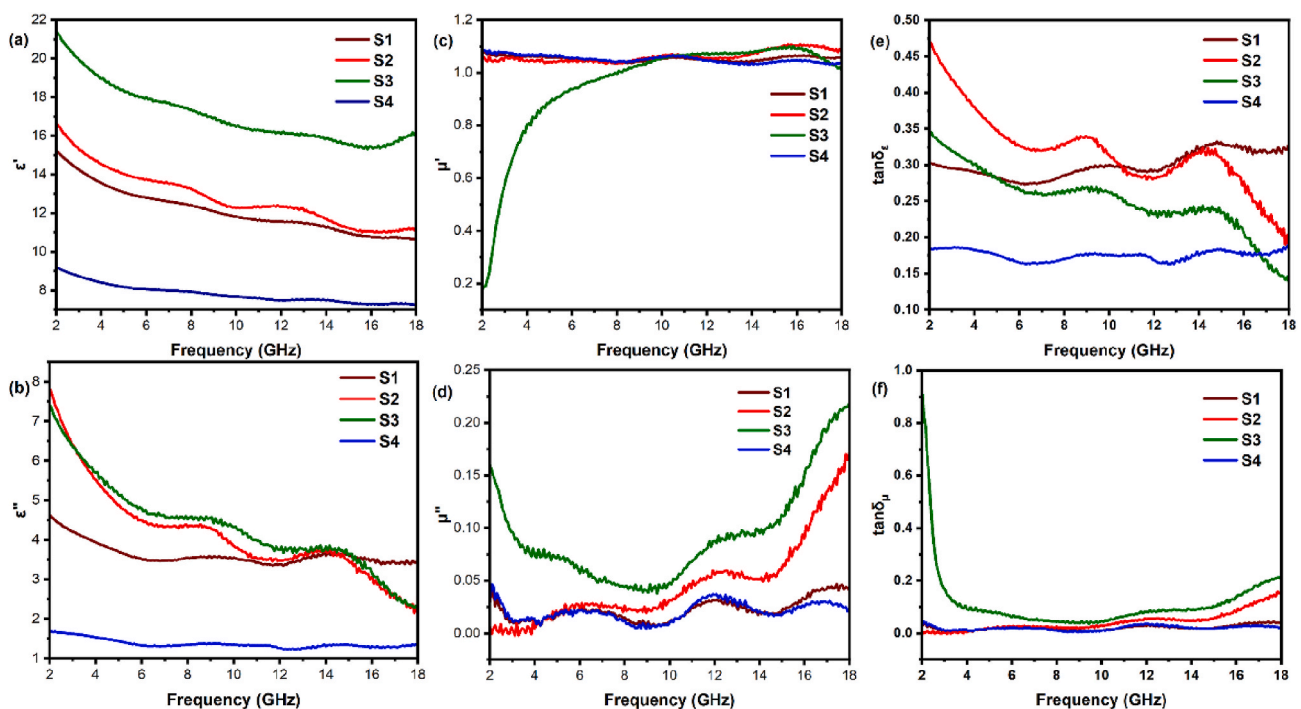 (a)
S1
S2
S3
S4
22
20
18
16
14
12
10
8
ε'
2 4 6 8 10 12 14 16 18
Frequency (GHz)
(c)
S1
S2
S3
S4
1.2
1.0
0.8
0.6
0.4
0.2
μ'
2 4 6 8 10 12 14 16 18
Frequency (GHz)
(e)
S1
S2
S3
S4
0.50
0.45
0.40
0.35
0.30
0.25
0.20
0.15
0.10
tanδε
2 4 6 8 10 12 14 16 18
Frequency (GHz)
(b)
S1
S2
S3
S4
8
7
6
5
4
3
2
1
ε''
2 4 6 8 10 12 14 16 18
Frequency (GHz)
(d)
S1
S2
S3
S4
0.25
0.20
0.15
0.10
0.05
0.00
μ''
2 4 6 8 10 12 14 16 18
Frequency (GHz)
(f)
S1
S2
S3
S4
1.0
0.8
0.6
0.4
0.2
0.0
tanδμ
2 4 6 8 10 12 14 16 18
Frequency (GHz)